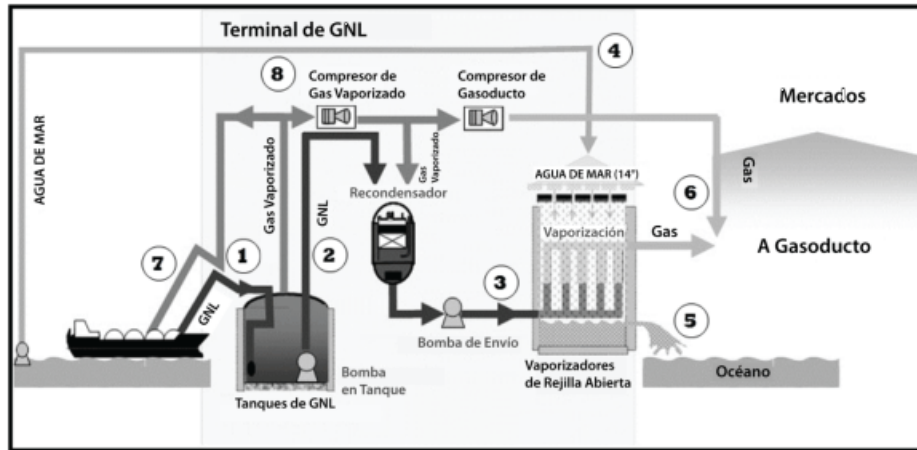 Terminal de GNL
4
8
Compresor de
Gas Vaporizado
Compresor de
Gasoducto
Mercados
AGUA DE MAR
Gas Vaporizado
GNL
Gas
Vaporizado
Recondensador
AGUA DE MAR (14°)
Gas
6
7
1
2
3
Vaporización
Gas
A Gasoducto
GNL
5
Bomba de Envío
Bomba
en Tanque
Tanques de GNL
Vaporizadores
de Rejilla Abierta
Océano